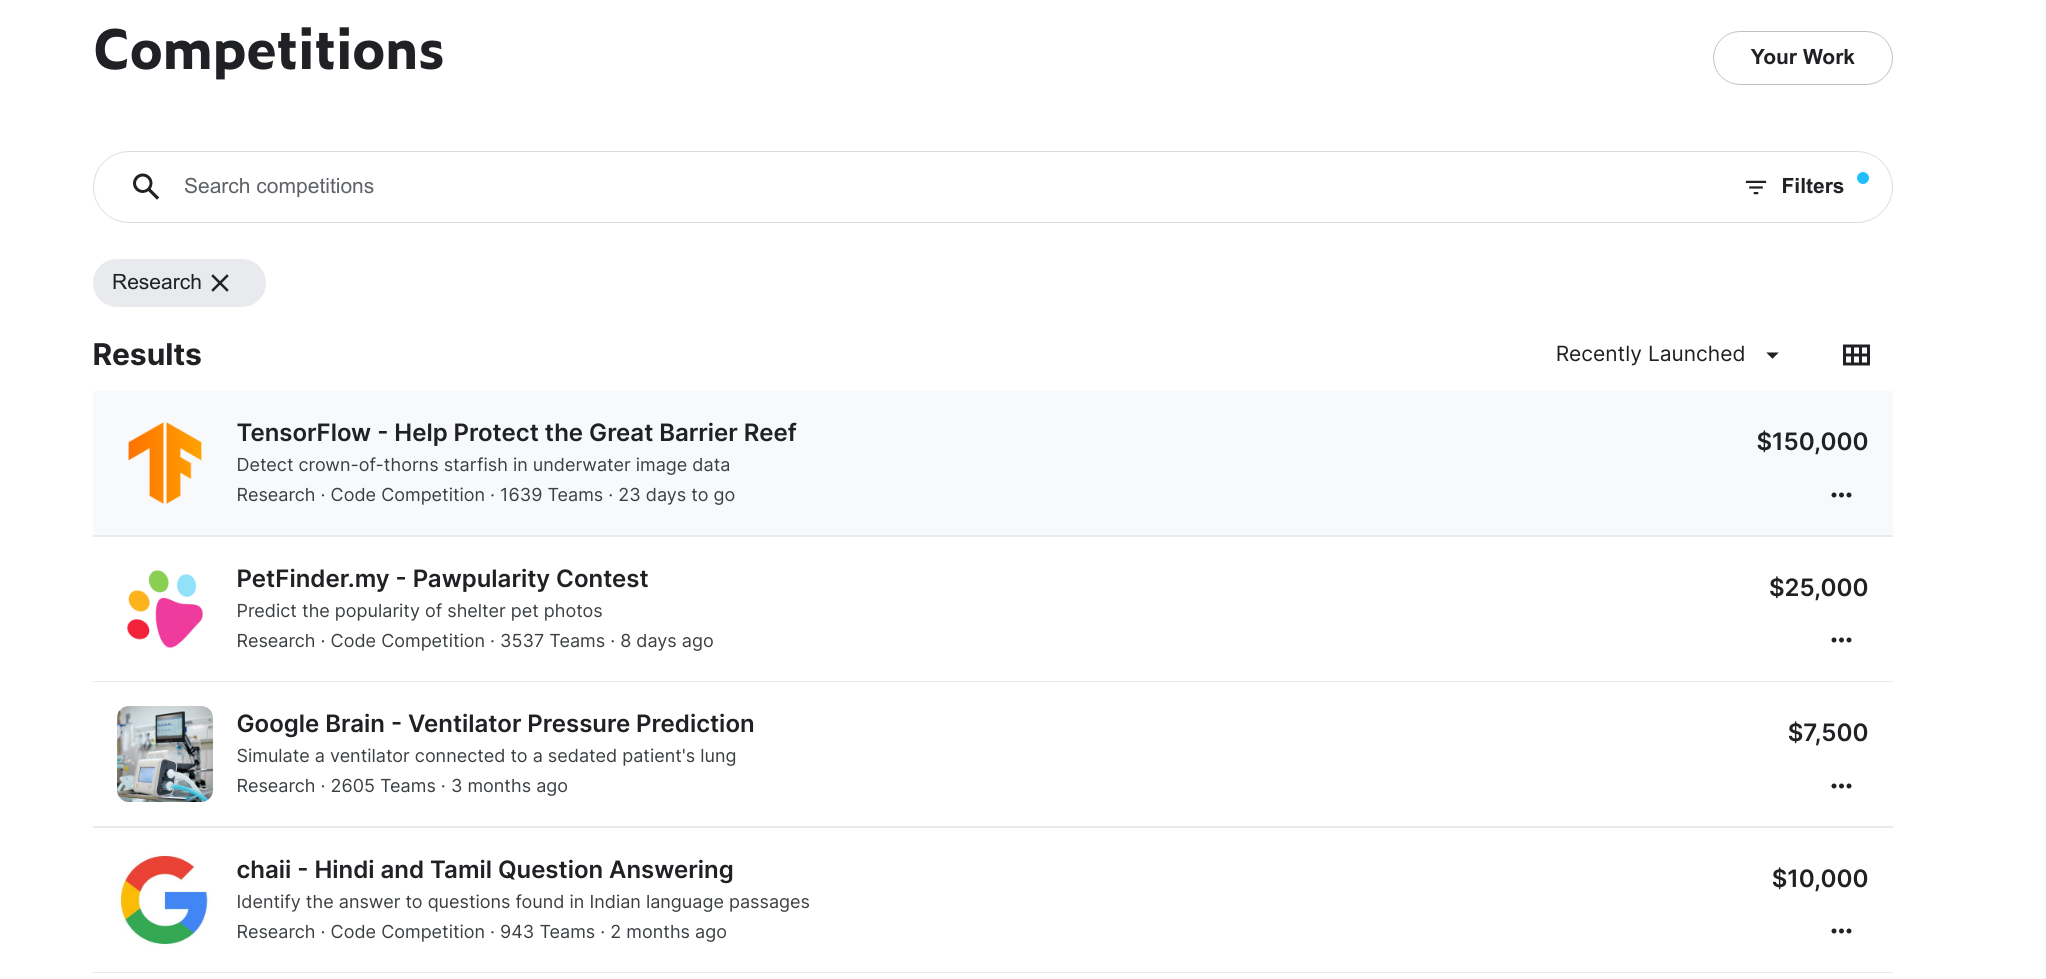 Competitions
Your Work
Search competitions
Filters
Research
Results
Recently Launched
TensorFlow - Help Protect the Great Barrier Reef
$150,000
Detect crown-of-thorns starfish in underwater image data
Research · Code Competition · 1639 Teams · 23 days to go
PetFinder.my - Pawpularity Contest
$25,000
Predict the popularity of shelter pet photos
Research · Code Competition · 3537 Teams · 8 days ago
Google Brain - Ventilator Pressure Prediction
$7,500
Simulate a ventilator connected to a sedated patient's lung
Research · 2605 Teams · 3 months ago
chaii - Hindi and Tamil Question Answering
$10,000
Identify the answer to questions found in Indian language passages
Research · Code Competition · 943 Teams · 2 months ago